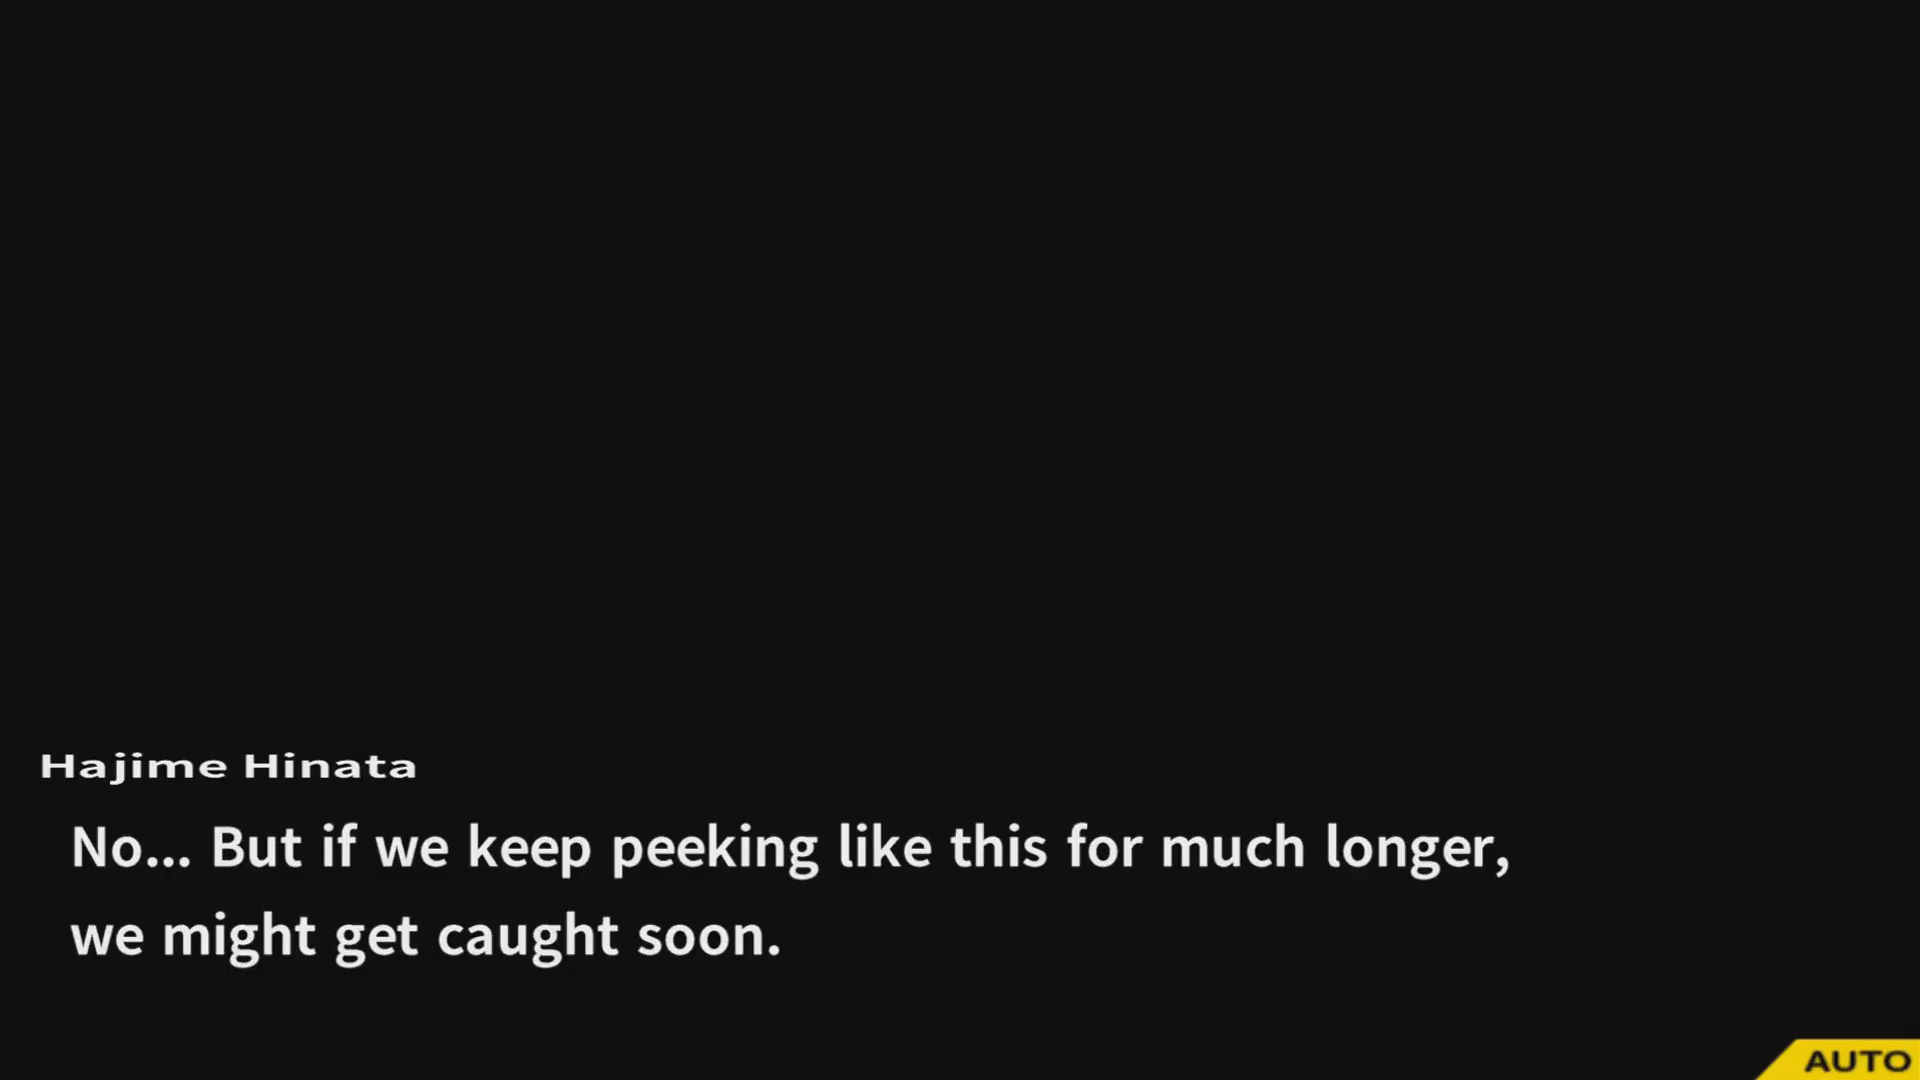 Hajime Hinata
No... But if we keep peeking like this for much longer,
we might get caught soon.
AUTO